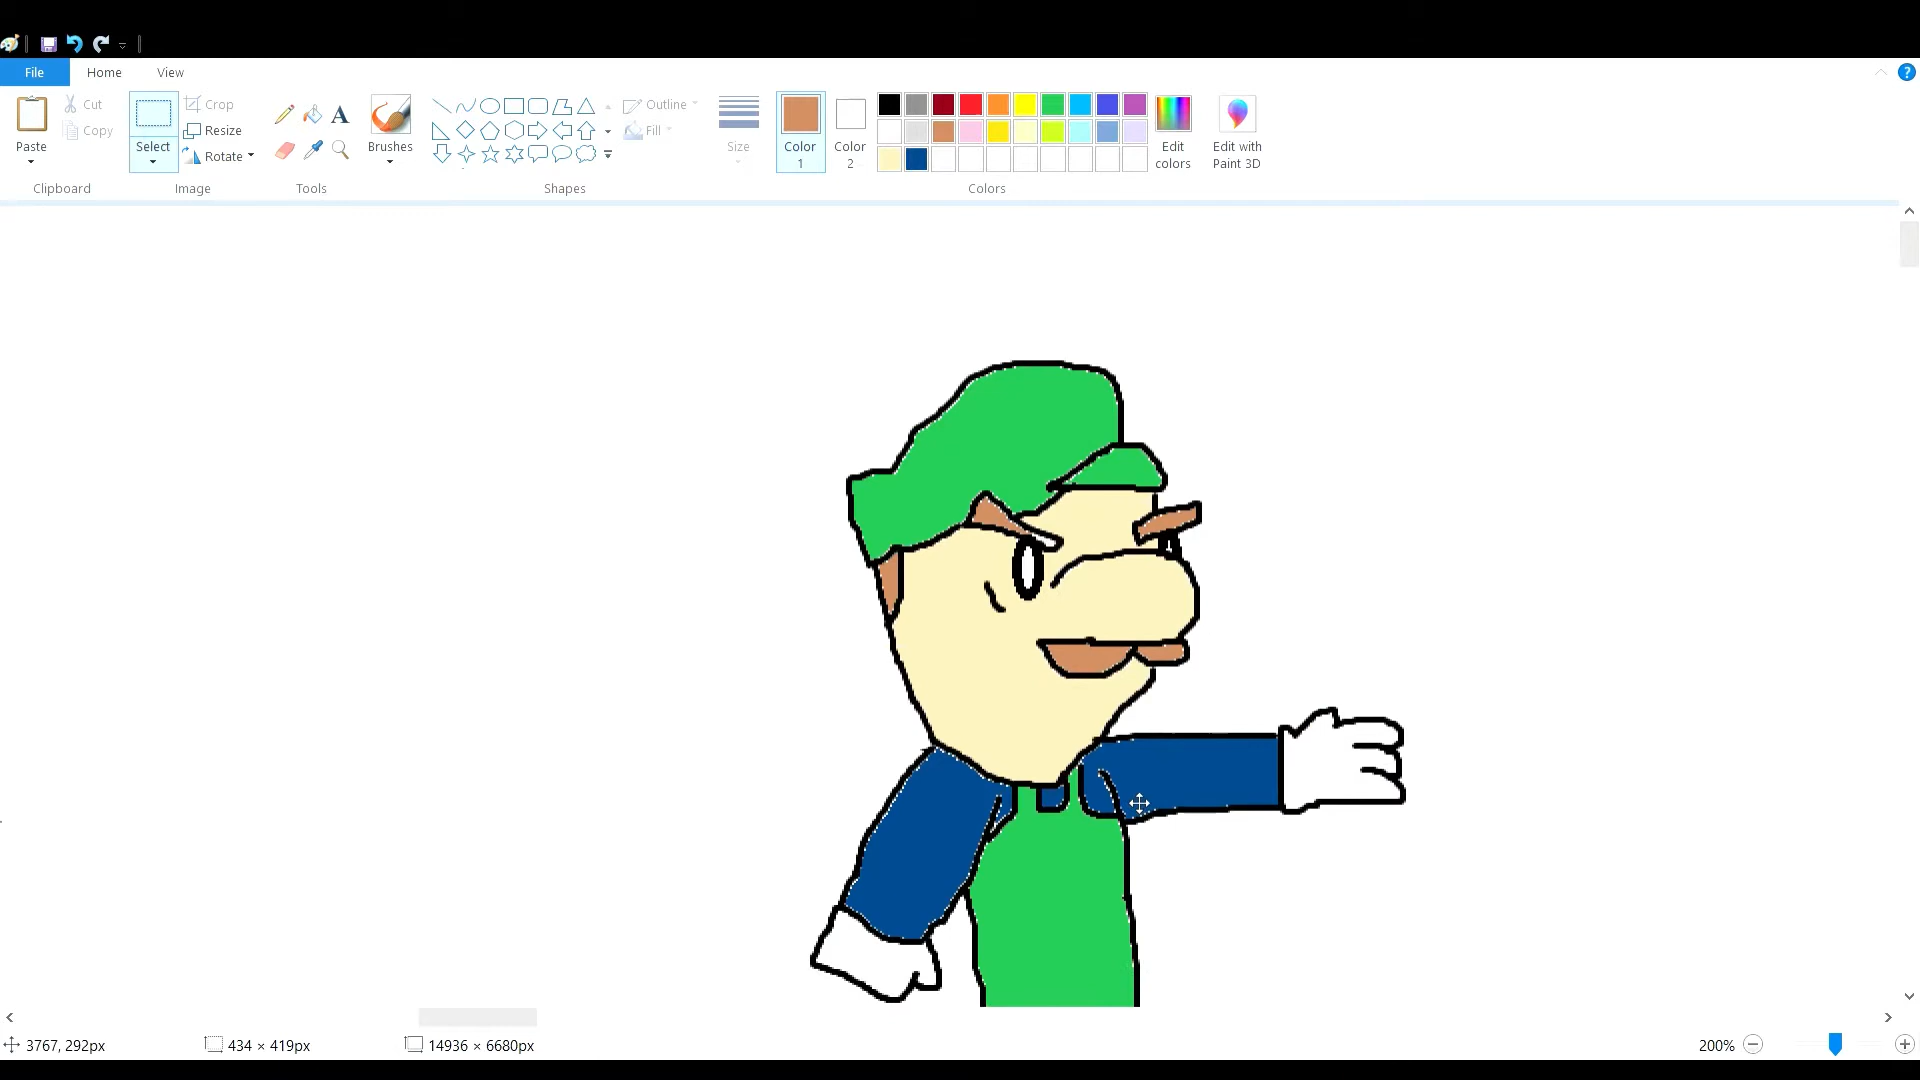 File Home View
Paste
Cut
Copy
Clipboard
Select
Crop
Resize
Rotate
Image
A
Tools
Brushes
Shapes
Outline
Fill
Size
Color
1
Color
2
Edit
colors
Colors
Edit with
Paint 3D
?
3767, 292px 434 × 419px 14936 × 6680px 200%